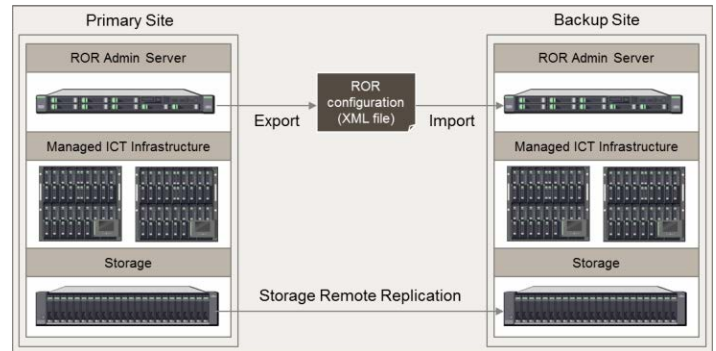 Primary Site
Backup Site
ROR Admin Server
ROR Admin Server
ROR
configuration
(XML file)
Export
Import
Managed ICT Infrastructure
Managed ICT Infrastructure
Storage
Storage
Storage Remote Replication